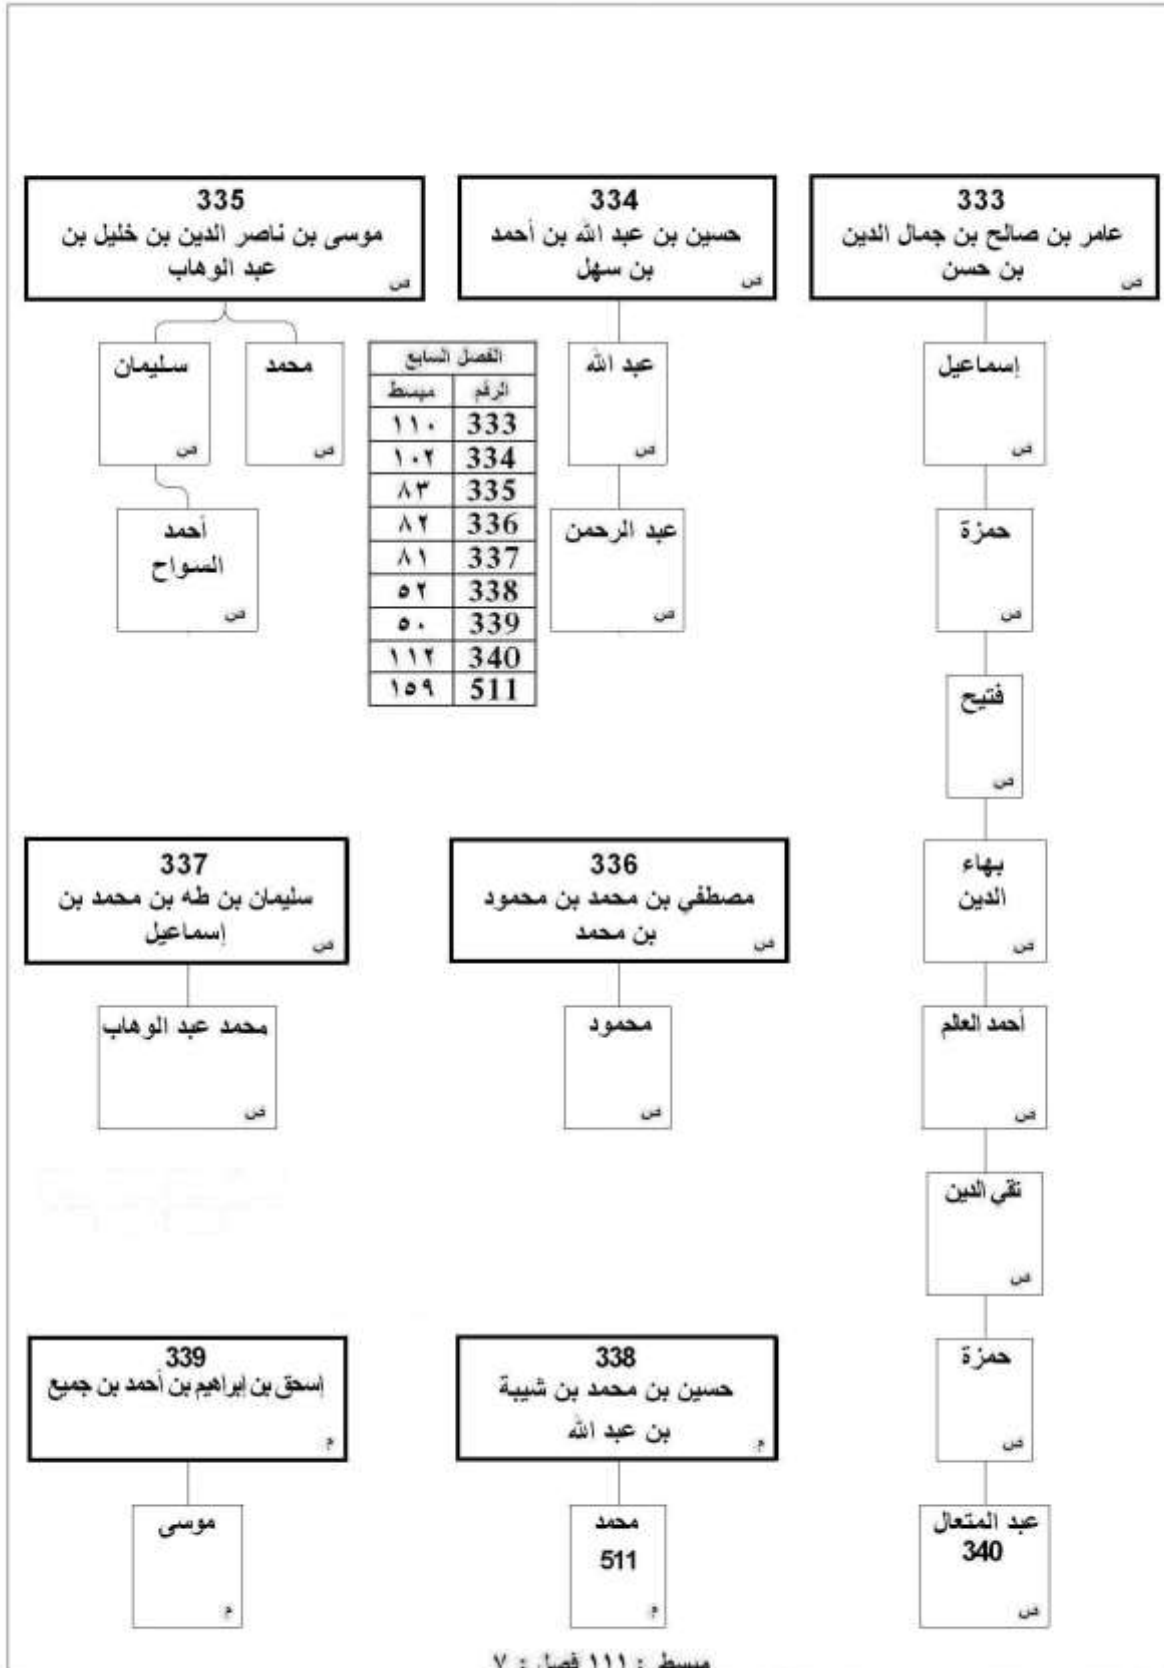 333
عامر بن صالح بن جمال الدين
بن حسن
ص
334
حسين بن عبد الله بن أحمد
بن سهل
ص
335
موسى بن ناصر الدين بن خليل بن
عبد الوهاب
ص
إسماعيل
ص
عبد الله
ص
محمد
ص
سليمان
ص
الفصل السابع
الرقم مبسط
333 ١١٠
334 ١٠٢
335 ٨٣
336 ٨٢
337 ٨١
338 ٥٢
339 ٥٠
340 ١١٢
511 ١٥٩
حمزة
ص
عبد الرحمن
ص
أحمد
السواح
ص
فتيح
ص
بهاء
الدين
ص
336
مصطفي بن محمد بن محمود
بن محمد
ص
337
سليمان بن طه بن محمد بن
إسماعيل
ص
أحمد العالم
ص
محمود
ص
محمد عبد الوهاب
ص
تقي الدين
ص
حمزة
ص
338
حسين بن محمد بن شيبة
بن عبد الله
م
339
إسحق بن إبراهيم بن أحمد بن جميع
م
عبد المتعال
340
ص
محمد
511
م
موسى
م
مبسط : ١١١ فصل : ٧